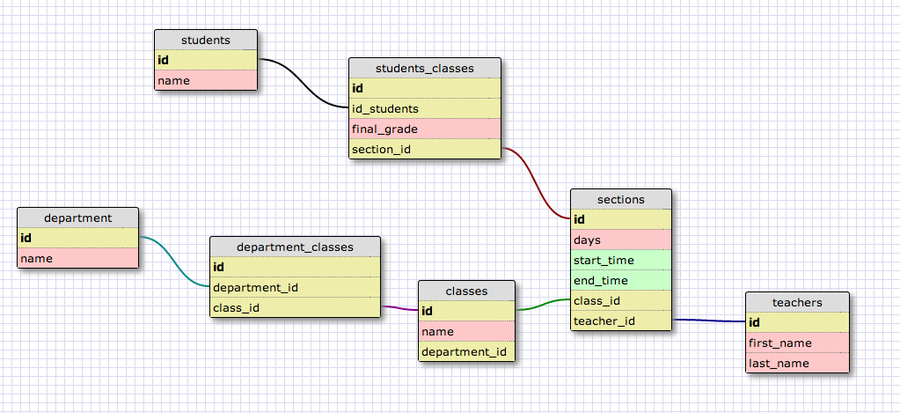 students
id
name
students_classes
id
id_students
final_grade
section_id
sections
id
days
start_time
end_time
class_id
teacher_id
department
id
name
department_classes
id
department_id
class_id
classes
id
name
department_id
teachers
id
first_name
last_name